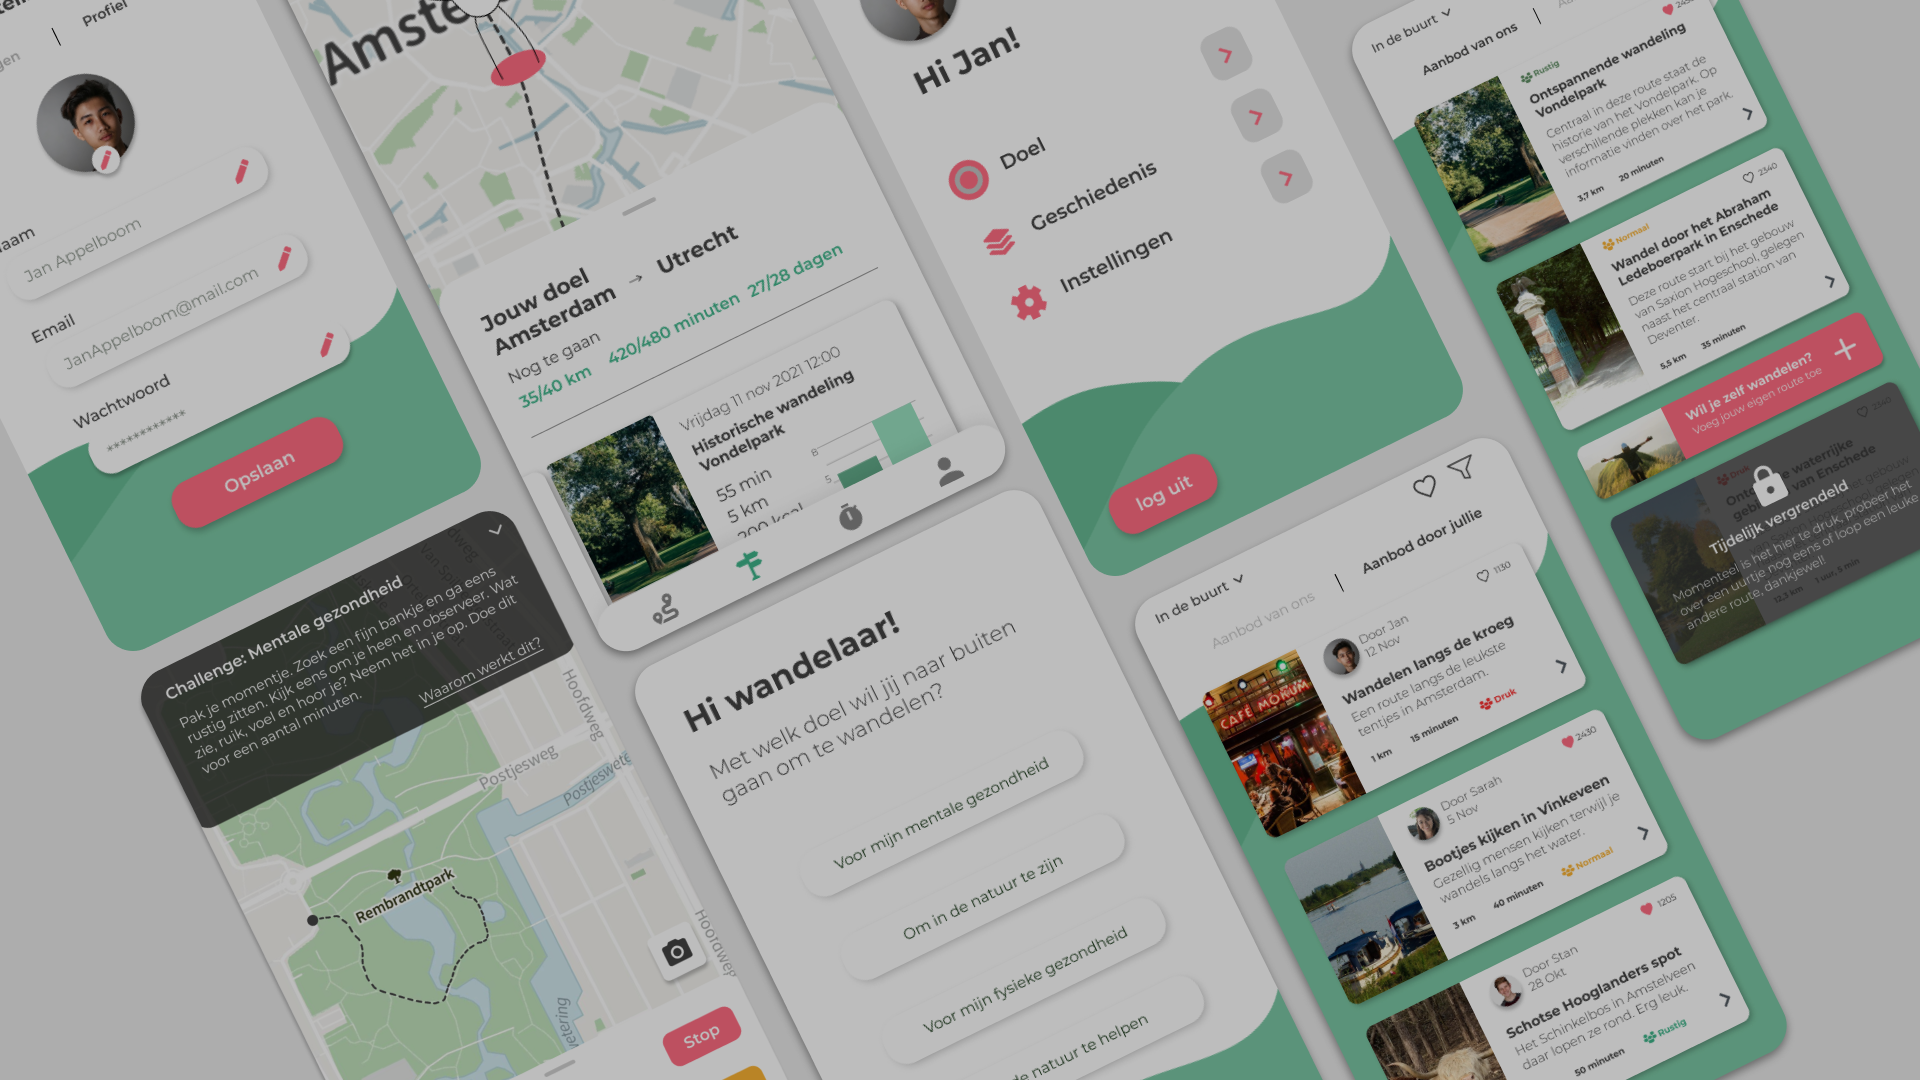 Profiel
Jan Appelboom
Email
JanAppelboom@mail.com
Wachtwoord
************
Opslaan
Jouw doel
Amsterdam → Utrecht
Nog te gaan
35/40 km 420/480 minuten 27/28 dagen
Vrijdag 11 nov 2021 12:00
Historische wandeling
Vondelpark
55 min
5 km
8
5
Hi Jan!
Doel
Geschiedenis
Instellingen
log uit
In de buurt
Aanbod van ons
Rustig
Ontspannende wandeling
Vondelpark
Centraal in deze route staat de
historie van het Vondelpark. Op
verschillende plekken kan je
informatie vinden over het park.
3,7 km 20 minuten
2340
Normaal
Wandel door het Abraham
Ledeboerpark in Enschede
Deze route start bij het gebouw
van Saxion Hogeschool, gelegen
naast het centraal station van
Deventer.
5,5 km 35 minuten
Wil je zelf wandelen?
Voeg jouw eigen route toe
Druk
Tijdelijk vergrendeld
Momenteel is het hier te druk, probeer het
over een uurtje nog eens of loop een leuke
andere route, dankjewel!
Challenge: Mentale gezondheid
Pak je momentje. Zoek een fijn bankje en ga eens
rustig zitten. Kijk eens om je heen en observeer. Wat
zie, ruik, voel en hoor je? Neem het in je op. Doe dit
voor een aantal minuten.
Waarom werkt dit?
Hoofdweg
Postjesweg
Rembrandtpark
Stop
Hi wandelaar!
Met welk doel wil jij naar buiten
gaan om te wandelen?
Voor mijn mentale gezondheid
Om in de natuur te zijn
Voor mijn fysieke gezondheid
de natuur te helpen
In de buurt
Aanbod van ons
Aanbod door jullie
1130
Door Jan
12 Nov
CAFÉ MOKUM
Wandelen langs de kroeg
Een route langs de leukste
tentjes in Amsterdam.
1 km 15 minuten
Druk
2430
Door Sarah
5 Nov
Bootjes kijken in Vinkeveen
Gezellig mensen kijken terwijl je
wandels langs het water.
3 km 40 minuten
Normaal
1205
Door Stan
28 Okt
Schotse Hooglanders spot
Het Schinkelbos in Amstelveen
daar lopen ze rond. Erg leuk.
50 minuten
Rustig